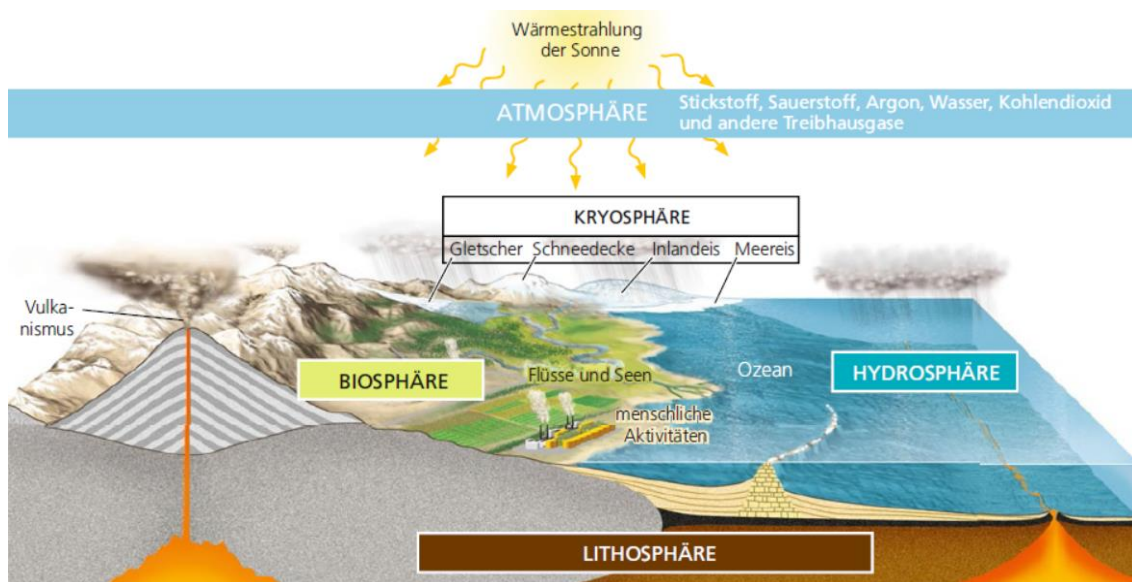 Wärmestrahlung
der Sonne
ATMOSPHÄRE
Stickstoff, Sauerstoff, Argon, Wasser, Kohlendioxid
und andere Treibhausgase
KRYOSPHÄRE
Gletscher Schneedecke Inlandeis Meereis
Vulka-
nismus
BIOSPHÄRE
Flüsse und Seen
Ozean
HYDROSPHÄRE
menschliche
Aktivitäten
LITHOSPHÄRE